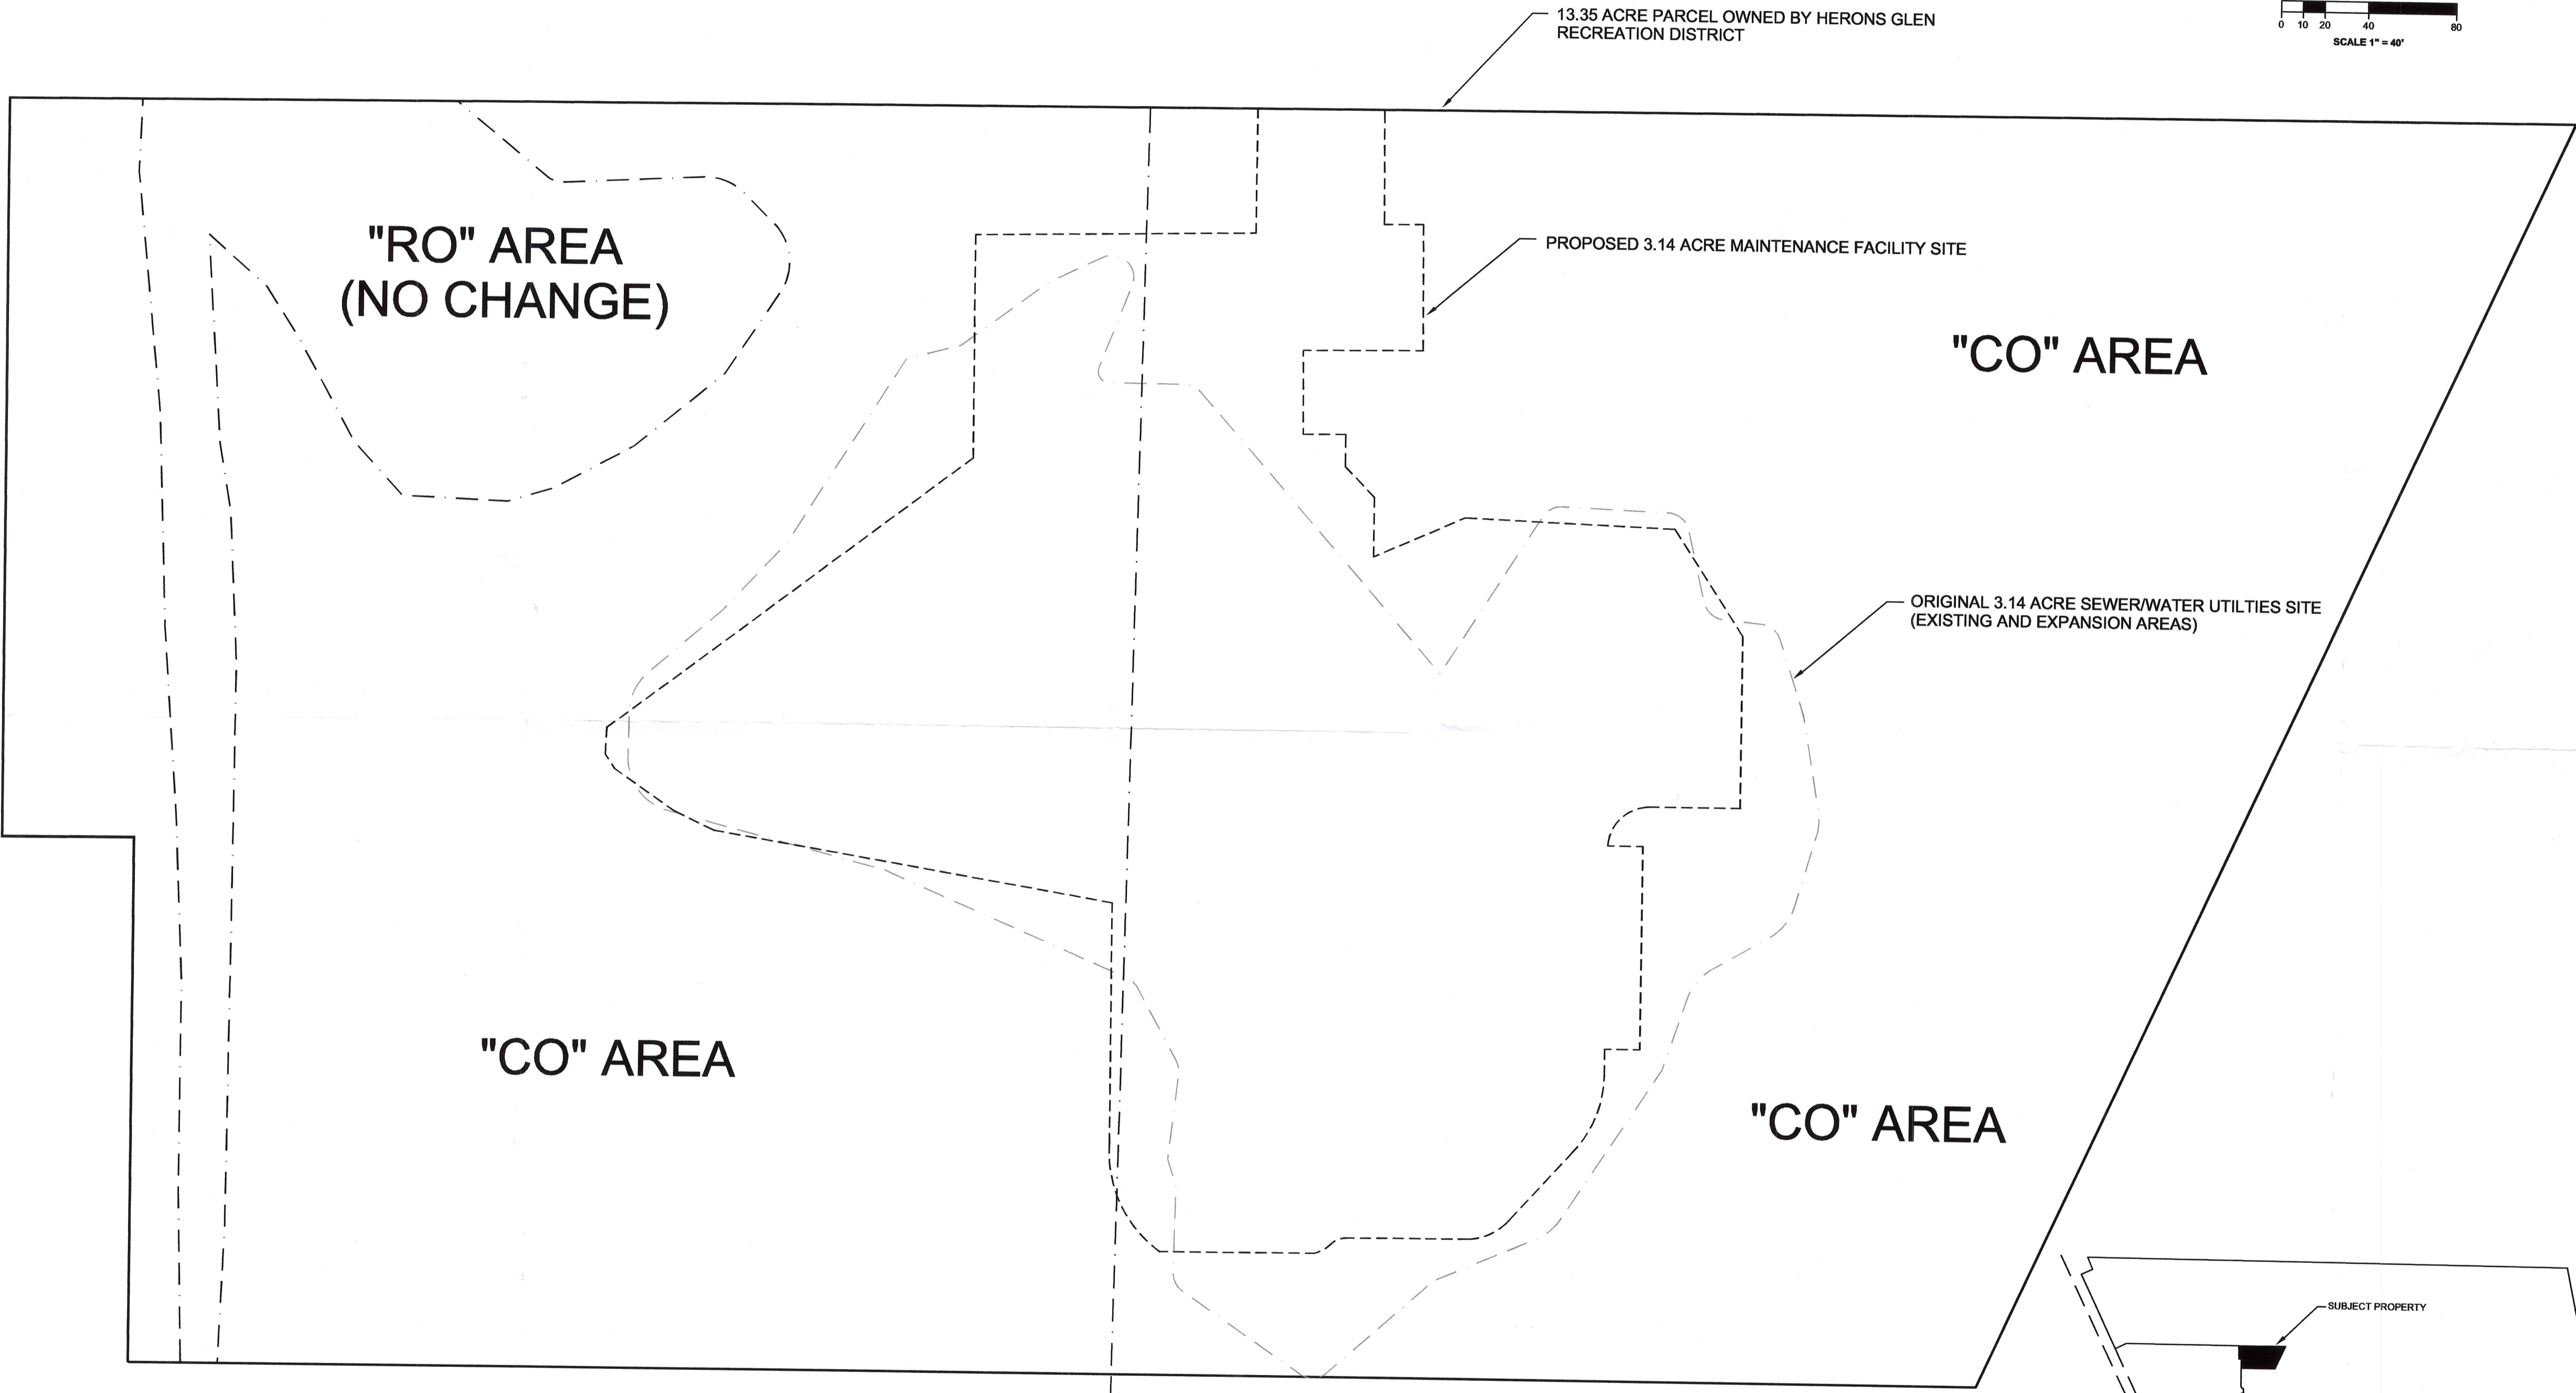 13.35 ACRE PARCEL OWNED BY HERONS GLEN
RECREATION DISTRICT
0 10 20 40 80
SCALE 1" = 40'
"RO" AREA
(NO CHANGE)
PROPOSED 3.14 ACRE MAINTENANCE FACILITY SITE
"CO" AREA
ORIGINAL 3.14 ACRE SEWER/WATER UTILTIES SITE
(EXISTING AND EXPANSION AREAS)
"CO" AREA
"CO" AREA
SUBJECT PROPERTY